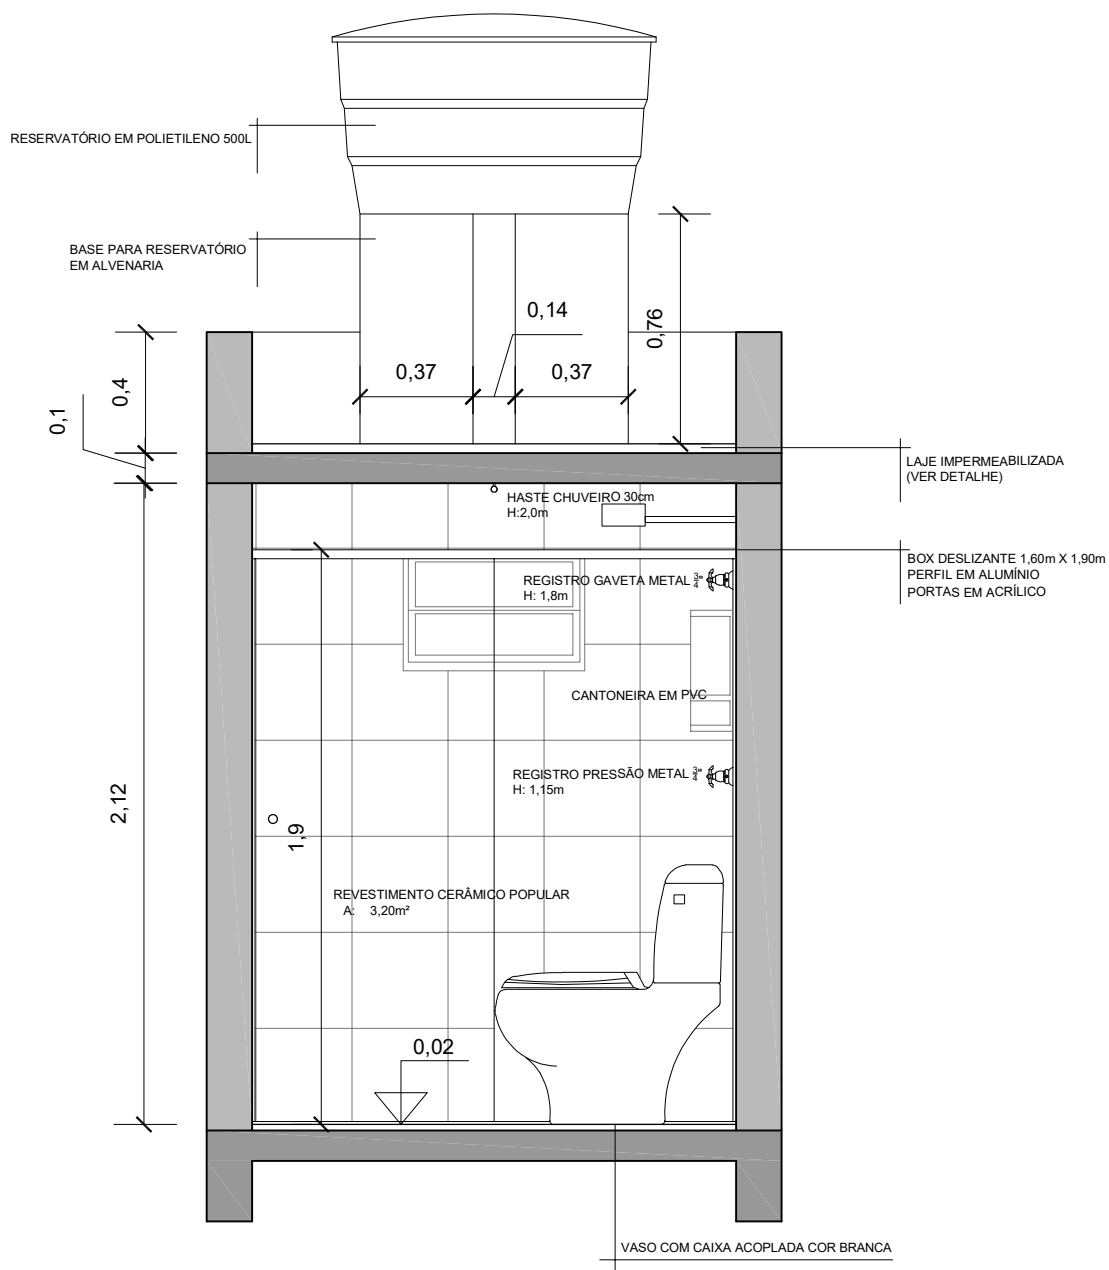 RESERVATÓRIO EM POLIETILENO 500L
BASE PARA RESERVATÓRIO
EM ALVENARIA
0,14
0,76
0,37
0,37
0,4
0,1
LAJE IMPERMEABILIZADA
(VER DETALHE)
HASTE CHUVEIRO 30cm
H:2,0m
BOX DESLIZANTE 1,60m X 1,90m
PERFIL EM ALUMÍNIO
PORTAS EM ACRÍLICO
REGISTRO GAVETA METAL 3/4"
H: 1,8m
CANTONEIRA EM PVC
REGISTRO PRESSÃO METAL 3/4"
H: 1,15m
2,12
1,9
REVESTIMENTO CERÂMICO POPULAR
A: 3,20m²
0,02
VASO COM CAIXA ACOPLADA COR BRANCA